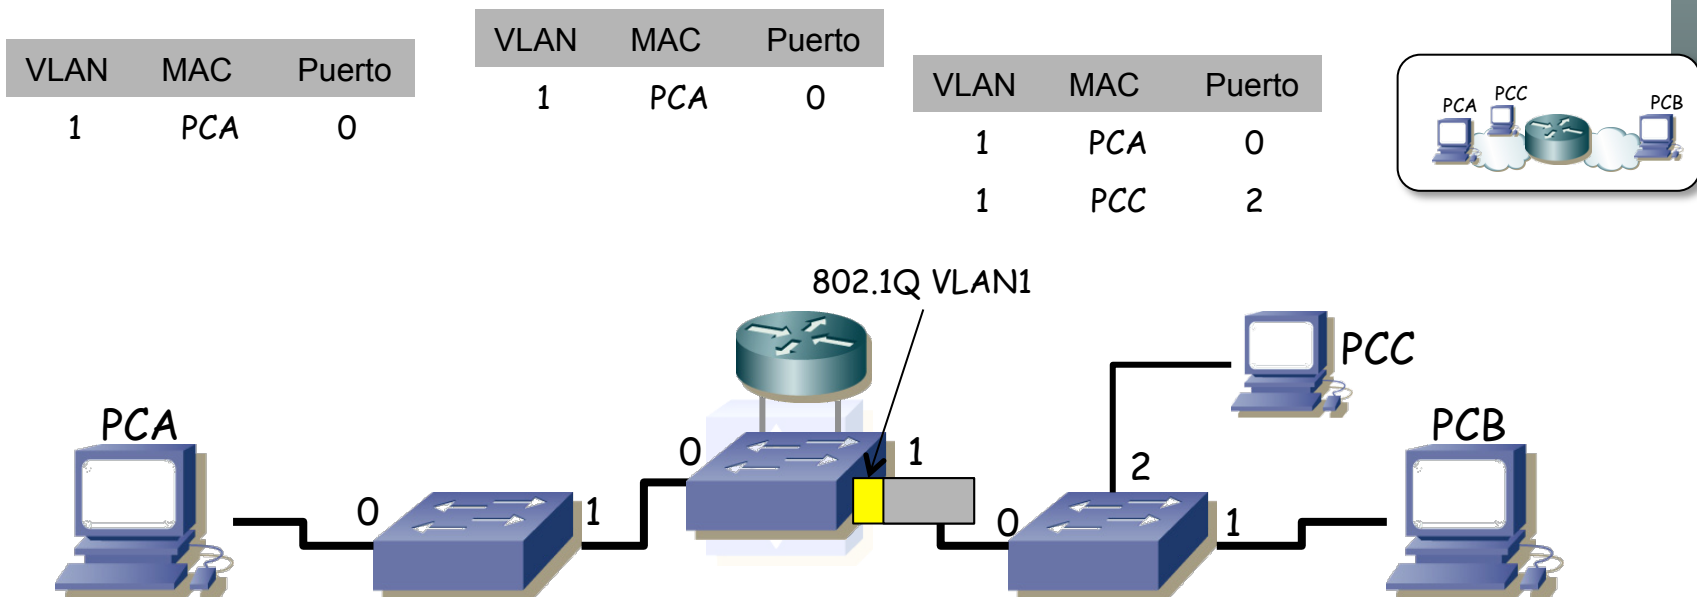 VLAN MAC Puerto
1 PCA 0
VLAN MAC Puerto
1 PCA 0
VLAN MAC Puerto
1 PCA 0
1 PCC 2
PCA PCC PCB
802.1Q VLAN1
PCC
PCA
PCB
0 1
0 1
0 2 1